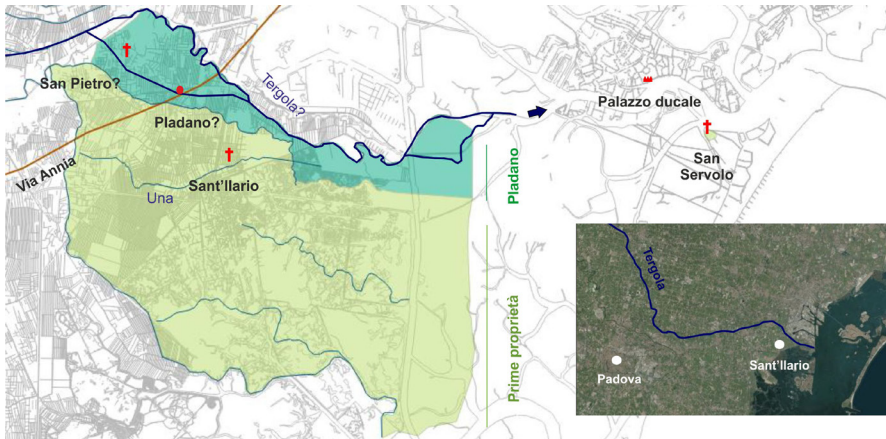 San Pietro?
Tergola?
Pladano?
Via Annia
Sant'Ilario
Una
Palazzo ducale
San
Servolo
Pladano
Prime proprietà
Tergola
Padova
Sant'Ilario